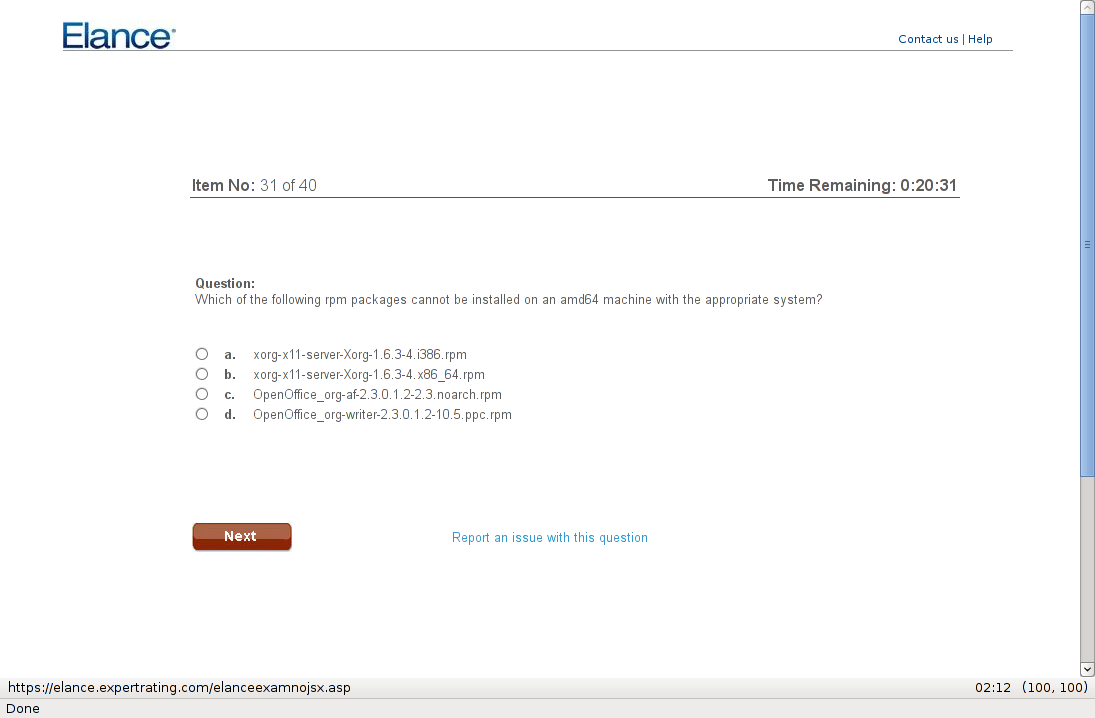 Elance®
Contact us | Help
Item No: 31 of 40
Time Remaining: 0:20:31
Question:
Which of the following rpm packages cannot be installed on an amd64 machine with the appropriate system?
a. xorg-x11-server-Xorg-1.6.3-4.i386.rpm
b. xorg-x11-server-Xorg-1.6.3-4.x86_64.rpm
c. OpenOffice_org-af-2.3.0.1.2-2.3.noarch.rpm
d. OpenOffice_org-writer-2.3.0.1.2-10.5.ppc.rpm
Next
Report an issue with this question
https://elance.expertrating.com/elanceexamnojsx.asp
02:12 (100, 100)
Done